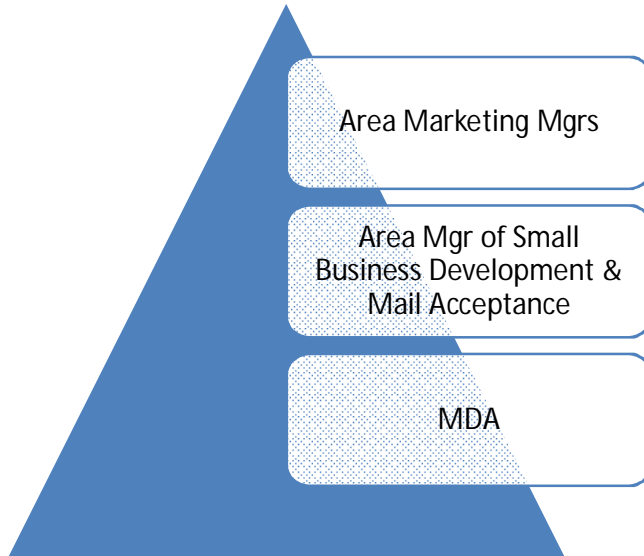 Area Marketing Mgrs
Area Mgr of Small
Business Development &
Mail Acceptance
MDA